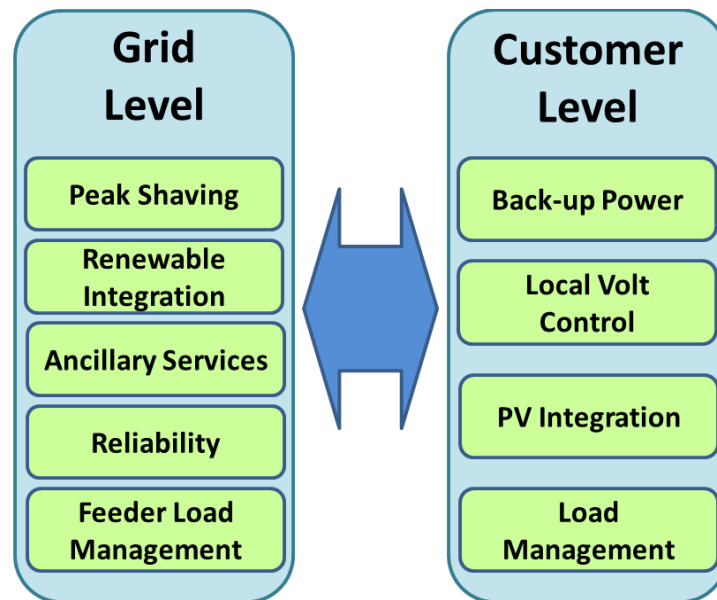 Grid
Level
Peak Shaving
Renewable
Integration
Ancillary Services
Reliability
Feeder Load
Management
Customer
Level
Back-up Power
Local Volt
Control
PV Integration
Load
Management